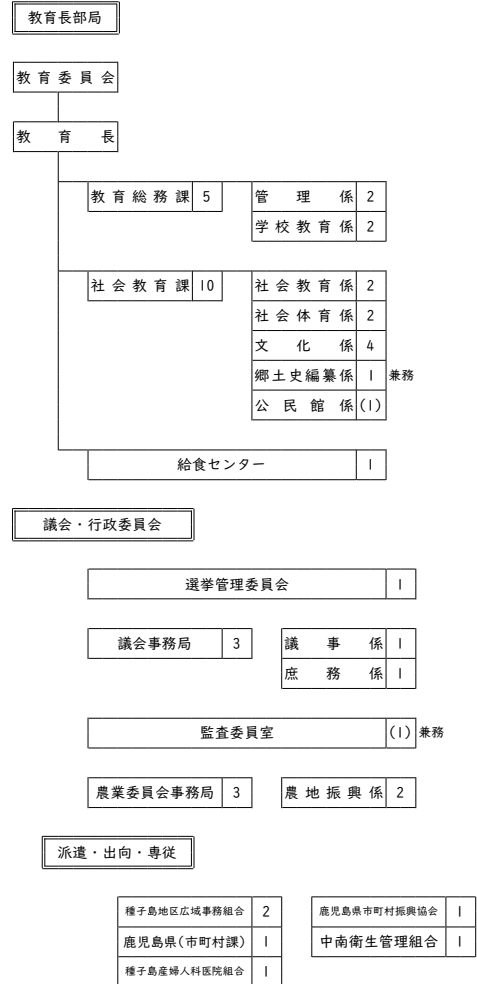 教育長部局
教育委員会
教育長
教育総務課 5 管理係 2
学校教育係 2
社会教育課 10 社会教育係 2
社会体育係 2
文化係 4
郷土史編纂係 1 兼務
公民館係 (1)
給食センター 1
議会・行政委員会
選挙管理委員会 1
議会事務局 3 議事係 1
庶務係 1
監査委員室 (1) 兼務
農業委員会事務局 3 農地振興係 2
派遣・出向・専従
種子島地区広域事務組合 2 鹿児島県市町村振興協会 1
鹿児島県(市町村課) 1 中南衛生管理組合 1
種子島産婦人科医院組合 1